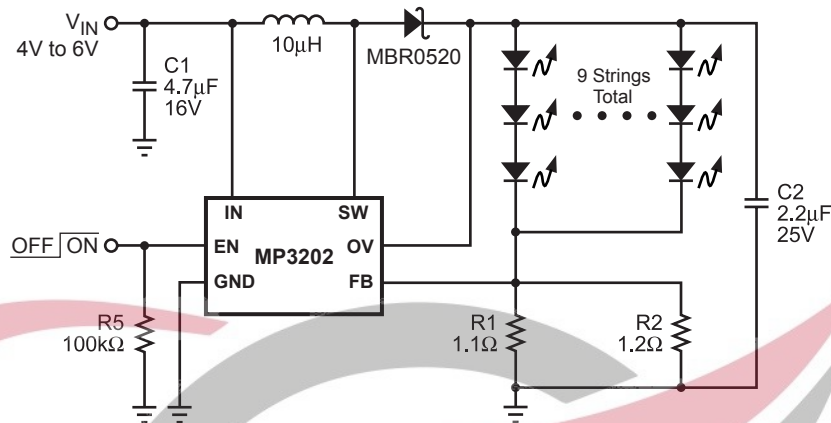 VIN
4V to 6V
10μH
MBR0520
C1
4.7μF
16V
9 Strings
Total
C2
2.2μF
25V
IN
SW
EN
MP3202
OV
GND
FB
OFF ON
R5
100kΩ
R1
1.1Ω
R2
1.2Ω